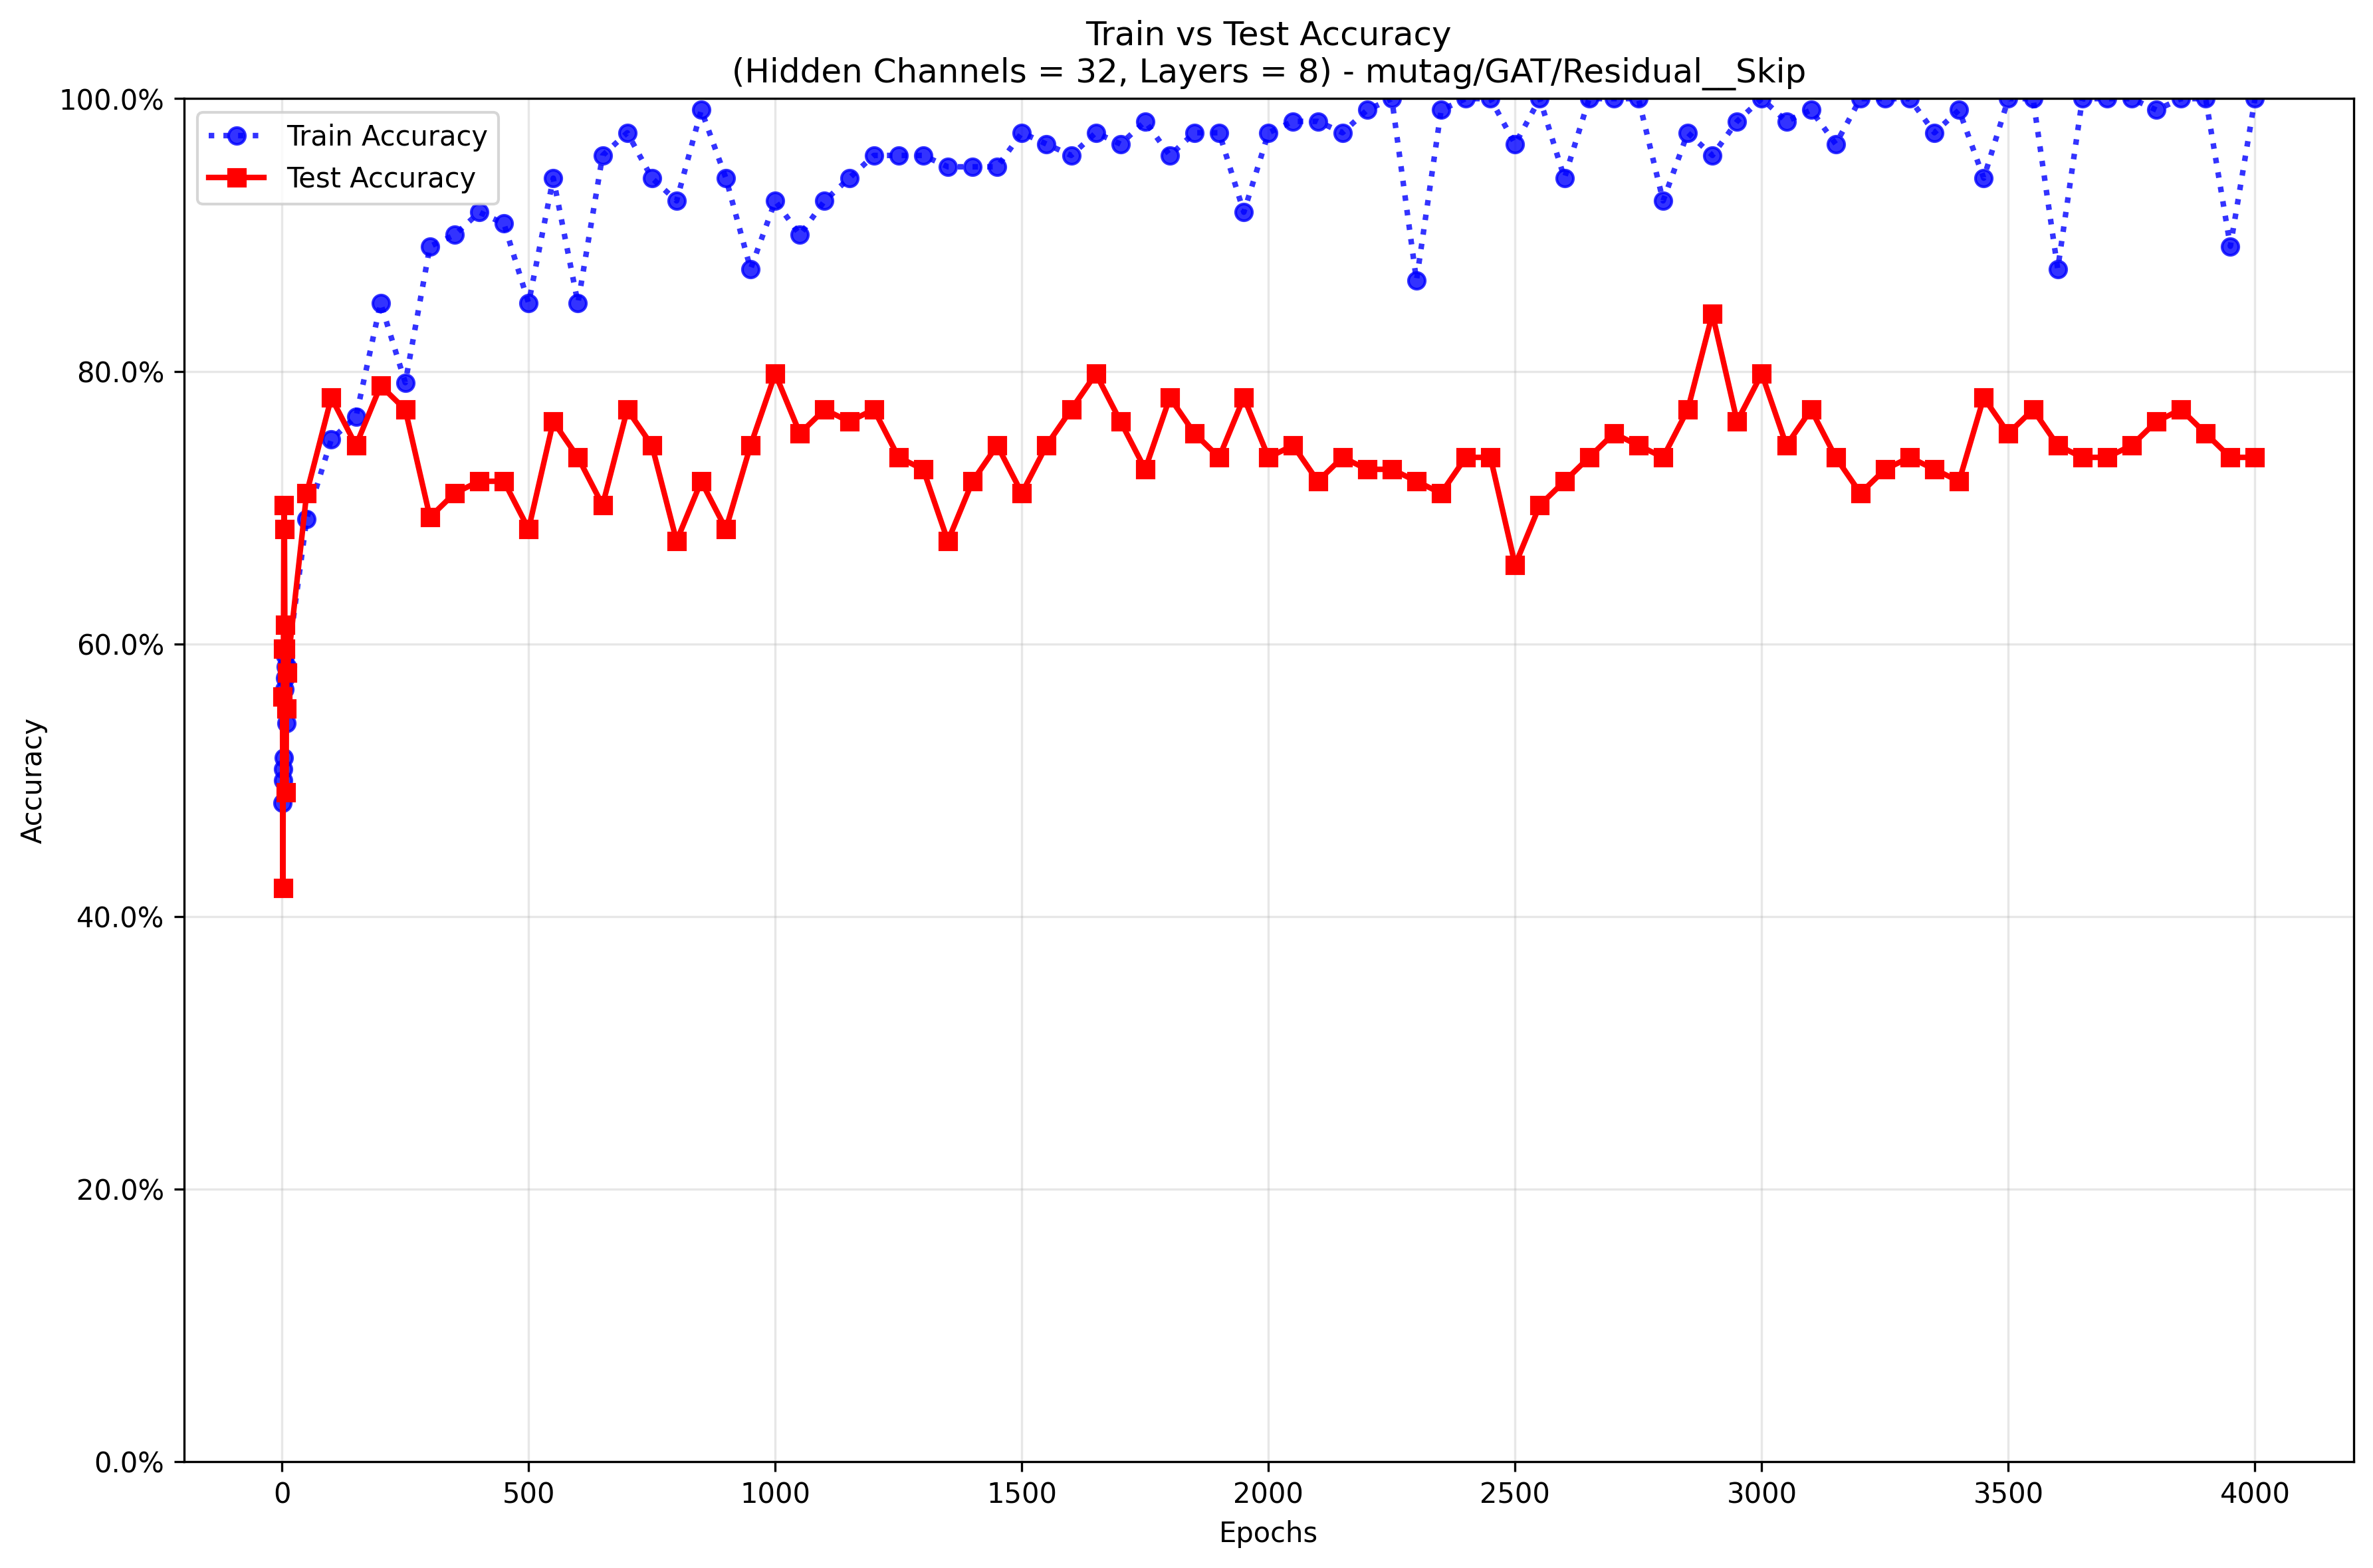 Train vs Test Accuracy
(Hidden Channels = 32, Layers = 8) - mutag/GAT/Residual__Skip
100.0%
80.0%
60.0%
40.0%
20.0%
0.0%
Train Accuracy
Test Accuracy
Accuracy
0 500 1000 1500 2000 2500 3000 3500 4000
Epochs